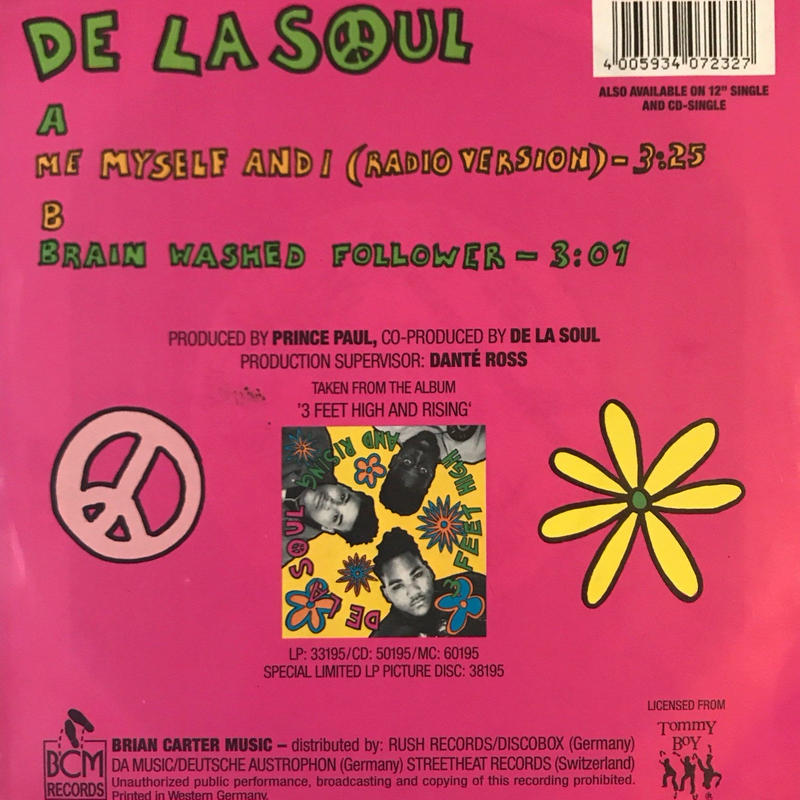 DE LA SOUL
4 005934 072327
ALSO AVAILABLE ON 12" SINGLE
AND CD-SINGLE
A
ME MYSELF AND I (RADIO VERSION) - 3:25
B
BRAIN WASHED FOLLOWER - 3:01
PRODUCED BY PRINCE PAUL, CO-PRODUCED BY DE LA SOUL
PRODUCTION SUPERVISOR: DANTÉ ROSS
TAKEN FROM THE ALBUM
'3 FEET HIGH AND RISING'
DE LA SOUL
3 FEET HIGH
AND RISING
LP: 33195/CD: 50195/MC: 60195
SPECIAL LIMITED LP PICTURE DISC: 38195
LICENSED FROM
TOMMY
BOY
BCM
RECORDS
BRIAN CARTER MUSIC – distributed by: RUSH RECORDS/DISCOBOX (Germany)
DA MUSIC/DEUTSCHE AUSTROPHON (Germany) STREETHEAT RECORDS (Switzerland)
Unauthorized public performance, broadcasting and copying of this recording prohibited.
Printed in Western Germany.